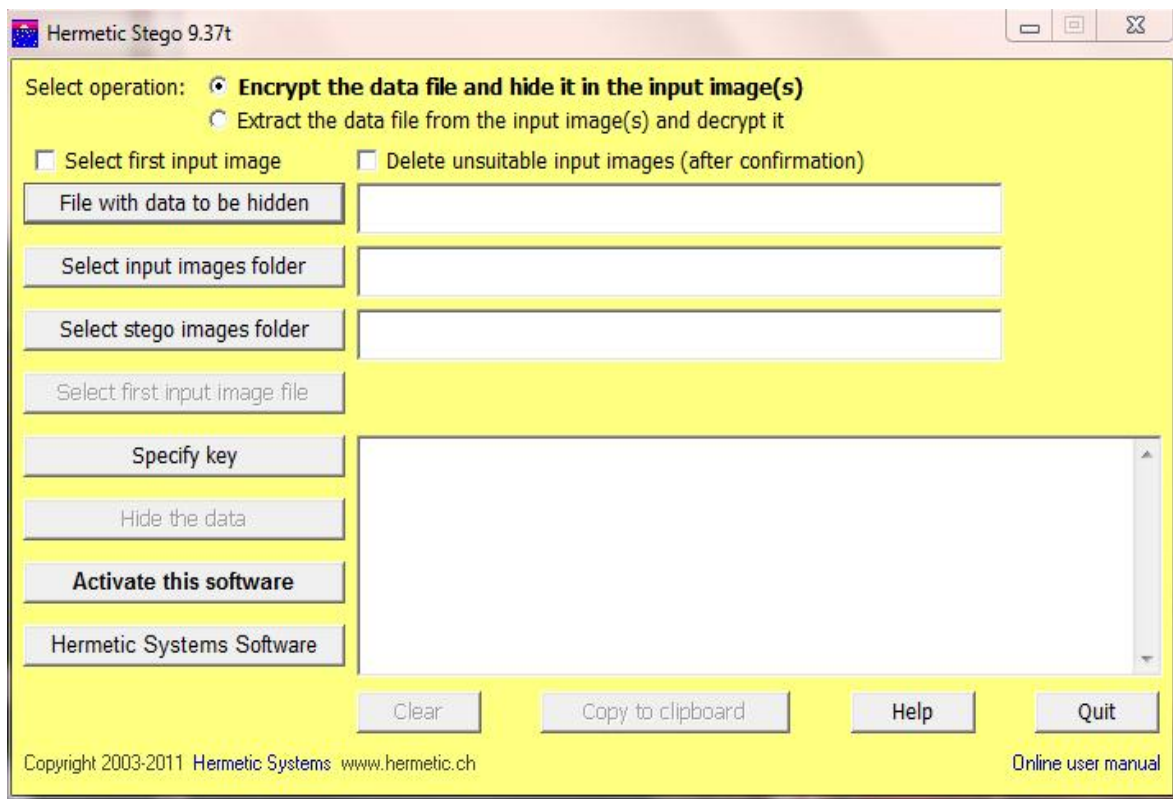 Hermetic Stego 9.37t
Select operation: Encrypt the data file and hide it in the input image(s)
Extract the data file from the input image(s) and decrypt it
Select first input image Delete unsuitable input images (after confirmation)
File with data to be hidden
Select input images folder
Select stego images folder
Select first input image file
Specify key
Hide the data
Activate this software
Hermetic Systems Software
Clear Copy to clipboard Help Quit
Copyright 2003-2011 Hermetic Systems www.hermetic.ch Online user manual